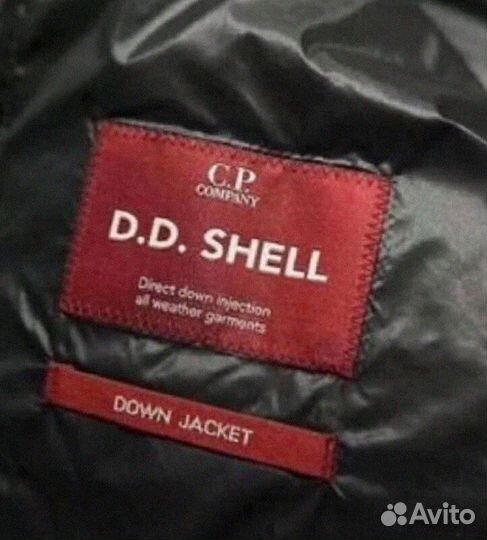 C.P.
COMPANY
D.D. SHELL
Direct down injection
all weather garments
DOWN JACKET
Avito